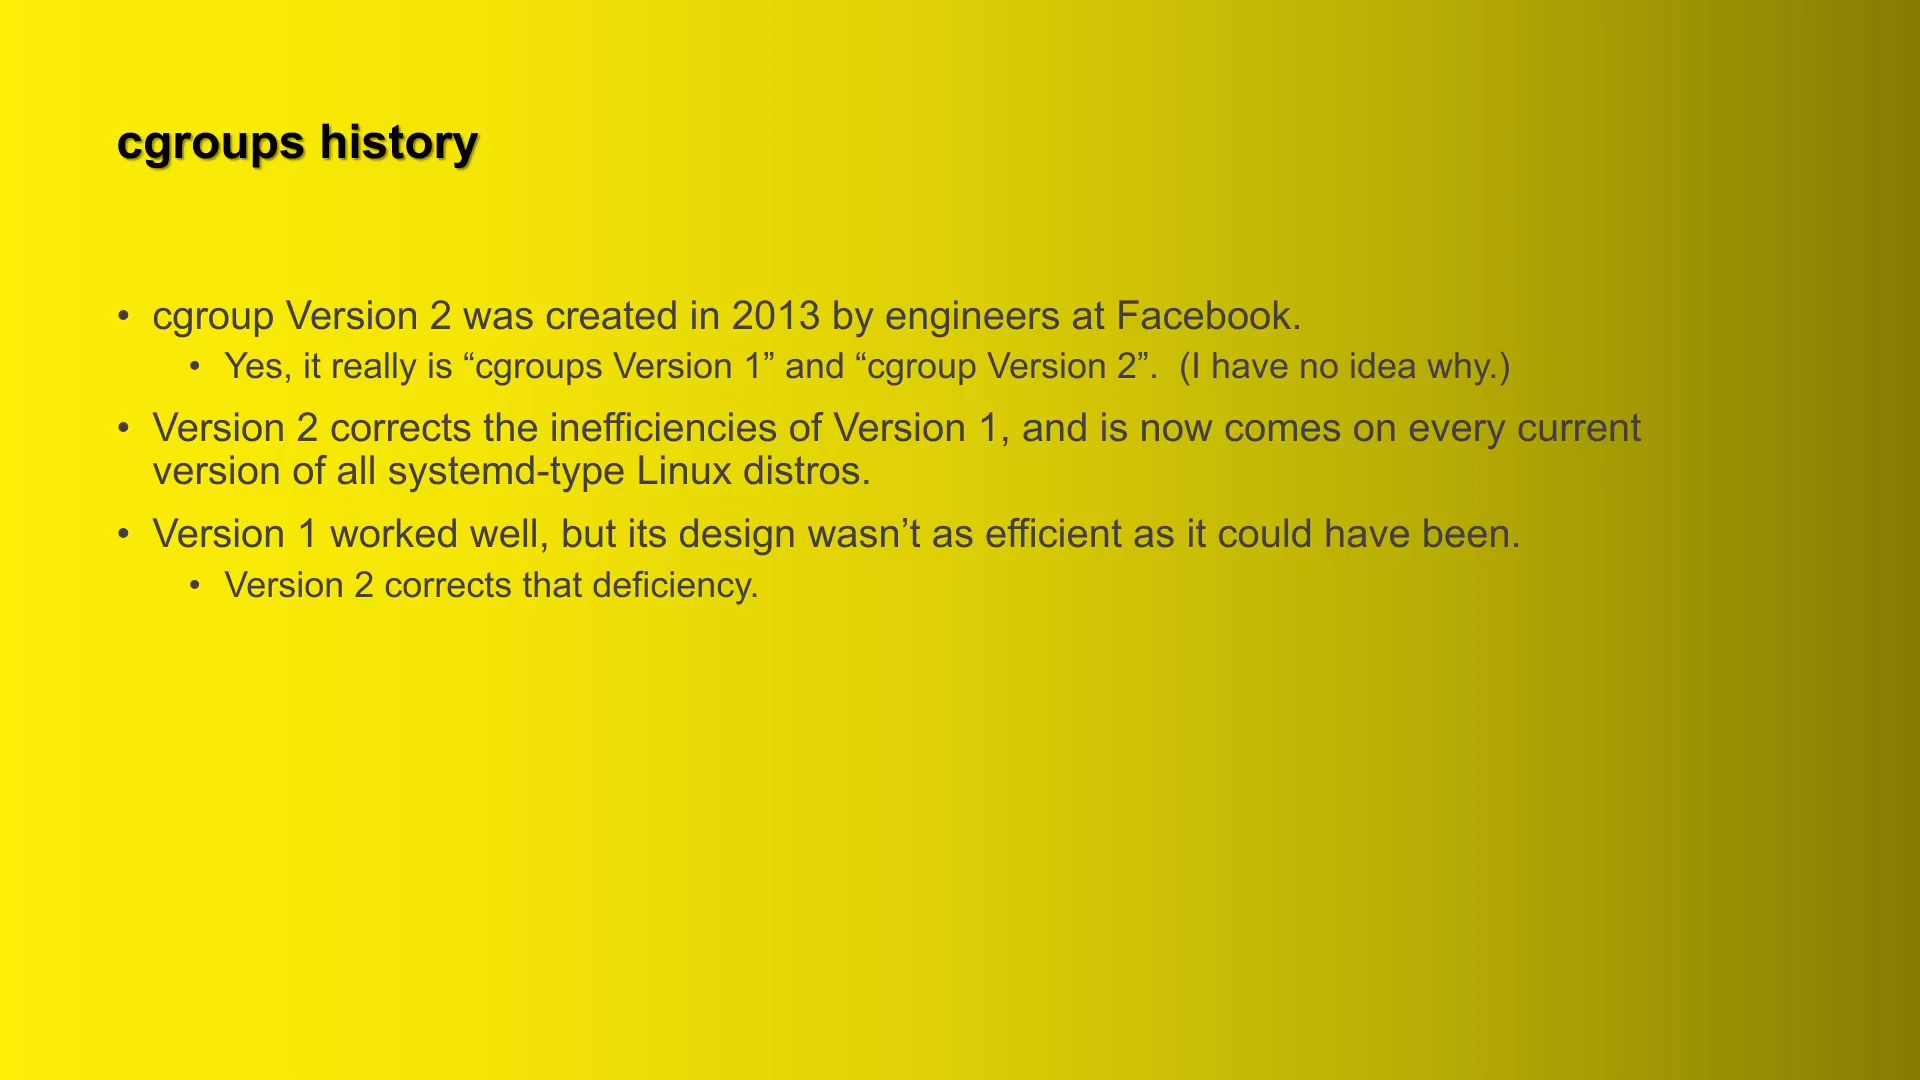 cgroups history
• cgroup Version 2 was created in 2013 by engineers at Facebook.
• Yes, it really is “cgroups Version 1” and “cgroup Version 2”.  (I have no idea why.)
• Version 2 corrects the inefficiencies of Version 1, and is now comes on every current
version of all systemd-type Linux distros.
• Version 1 worked well, but its design wasn’t as efficient as it could have been.
• Version 2 corrects that deficiency.